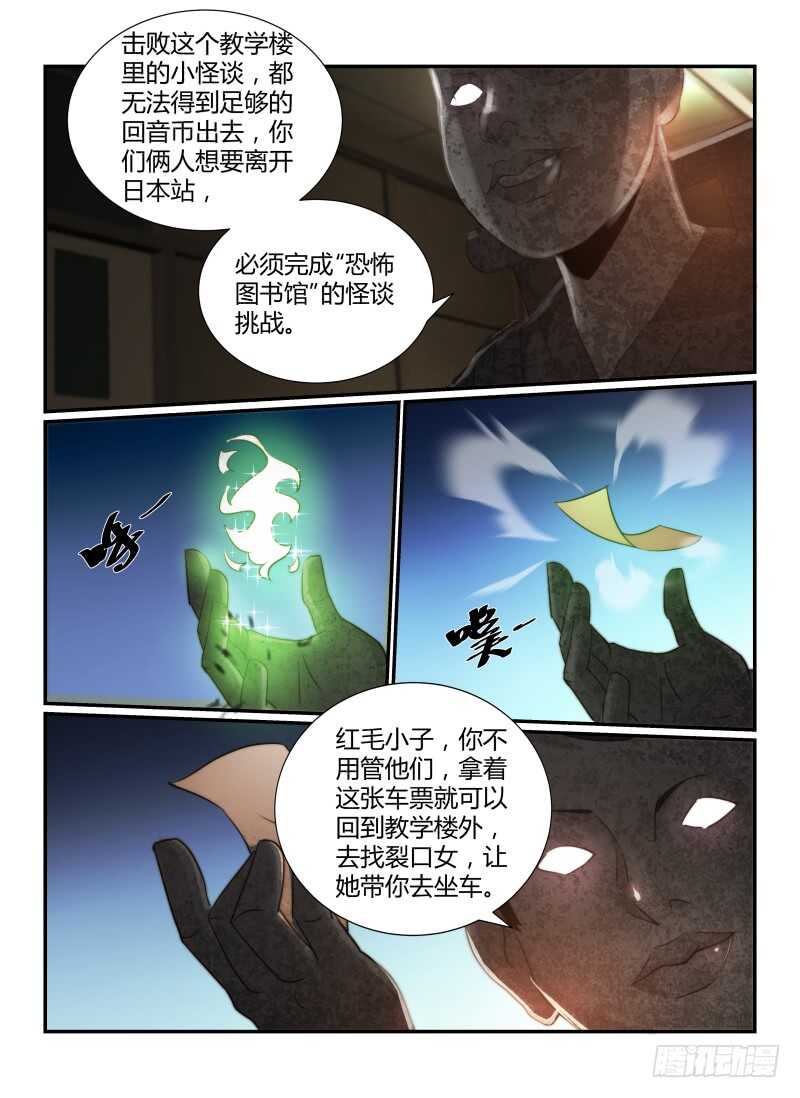 击败这个教学楼
里的小怪谈，都
无法得到足够的
回音币出去，你
们俩人想要离开
日本站，
必须完成“恐怖
图书馆”的怪谈
挑战。
噗
红毛小子，你不
用管他们，拿着
这张车票就可以
回到教学楼外，
去找裂口女，让
她带你去坐车。
腾讯动漫